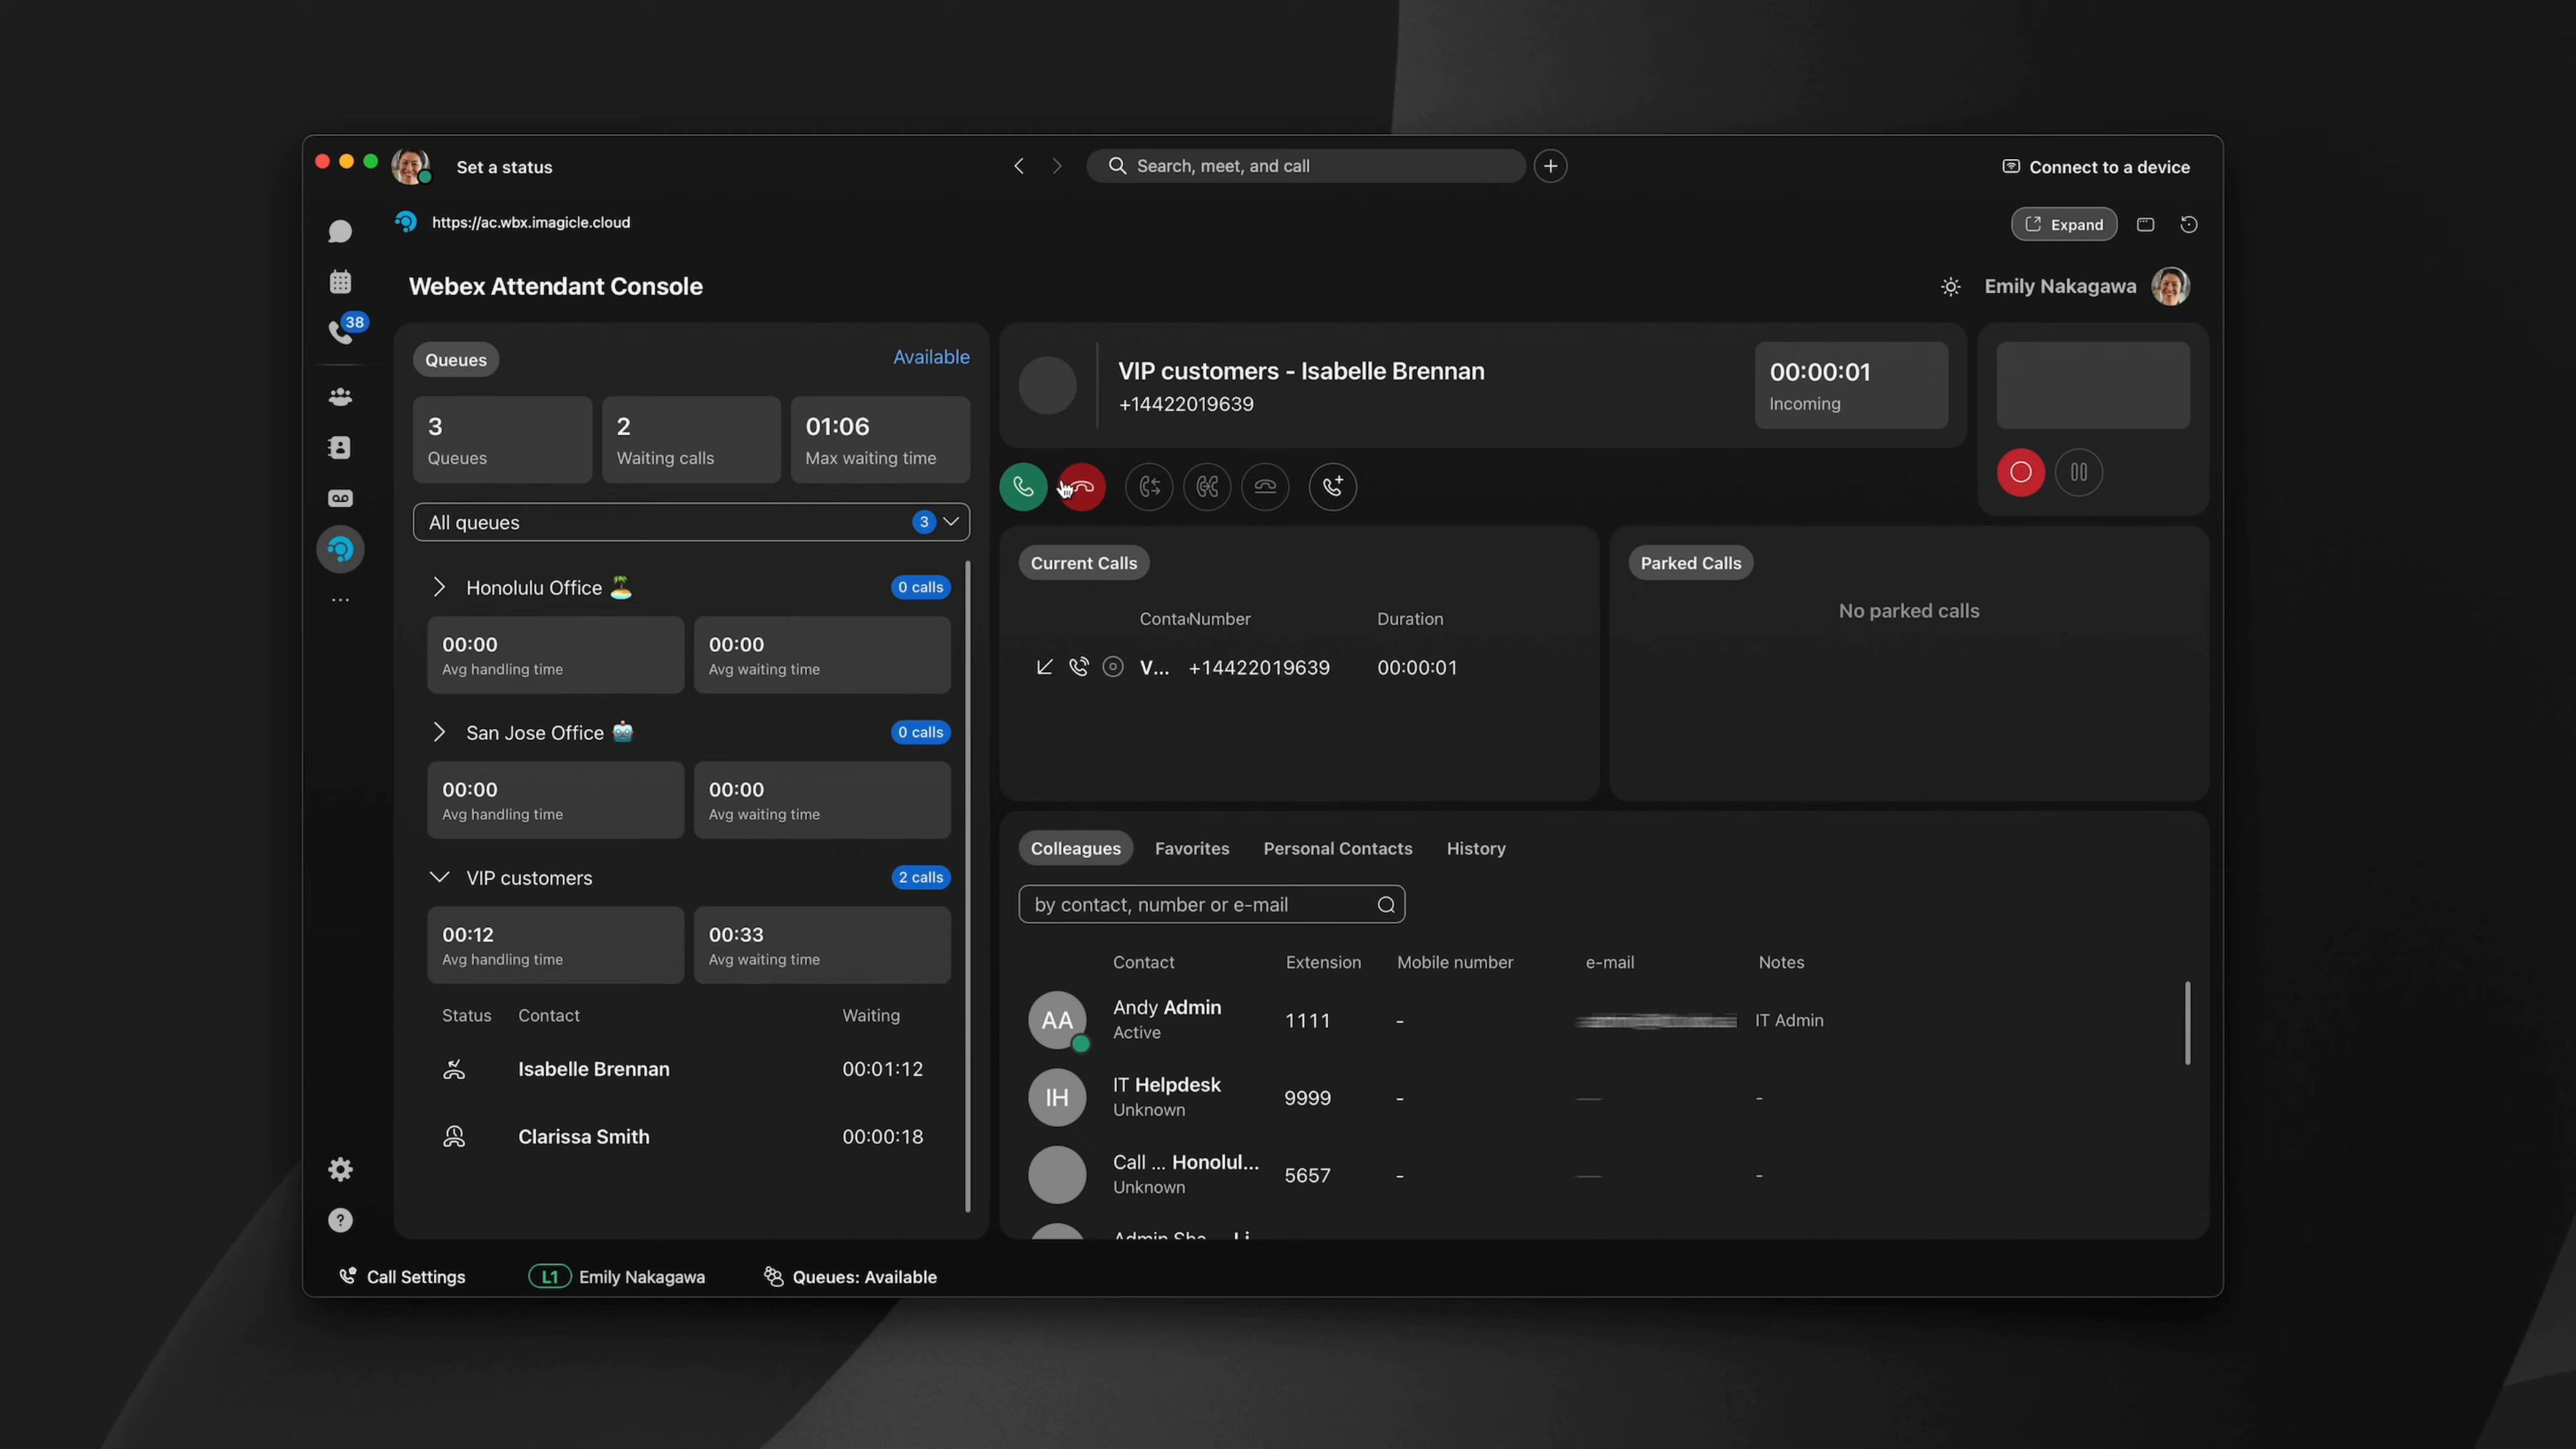 Set a status
Search, meet, and call
Connect to a device
https://ac.wbx.imagicle.cloud
Expand
Webex Attendant Console
Emily Nakagawa
38
Queues
Available
3
Queues
2
Waiting calls
01:06
Max waiting time
All queues
3
Honolulu Office 🏝️
0 calls
00:00
Avg handling time
00:00
Avg waiting time
San Jose Office 🤖
0 calls
00:00
Avg handling time
00:00
Avg waiting time
VIP customers
2 calls
00:12
Avg handling time
00:33
Avg waiting time
Status Contact Waiting
Isabelle Brennan 00:01:12
Clarissa Smith 00:00:18
VIP customers - Isabelle Brennan
+14422019639
00:00:01
Incoming
Current Calls
Conta Number Duration
V... +14422019639 00:00:01
Parked Calls
No parked calls
Colleagues Favorites Personal Contacts History
by contact, number or e-mail
Contact Extension Mobile number e-mail Notes
AA
Andy Admin
Active
1111 - IT Admin
IH
IT Helpdesk
Unknown
9999 - -
Call ... Honolul...
Unknown
5657 - -
?
Call Settings
L1 Emily Nakagawa
Queues: Available